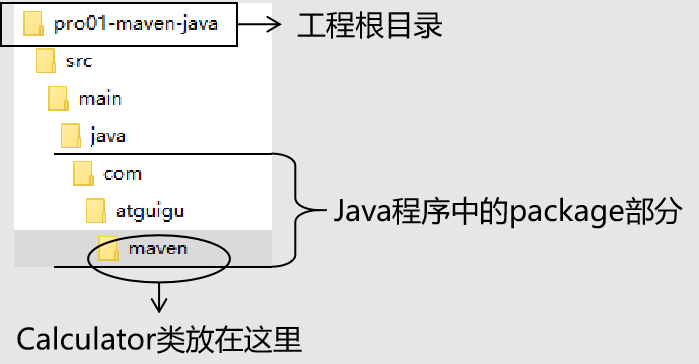 pro01-maven-java
工程根目录
src
main
java
com
atguigu
Java程序中的package部分
maven
Calculator类放在这里